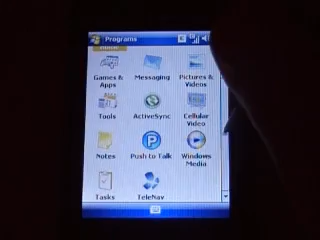 Programs
Games & Messaging Pictures &
Apps Videos
Tools ActiveSync Cellular
Video
Notes Push to Talk Windows
Media
Tasks TeleNav